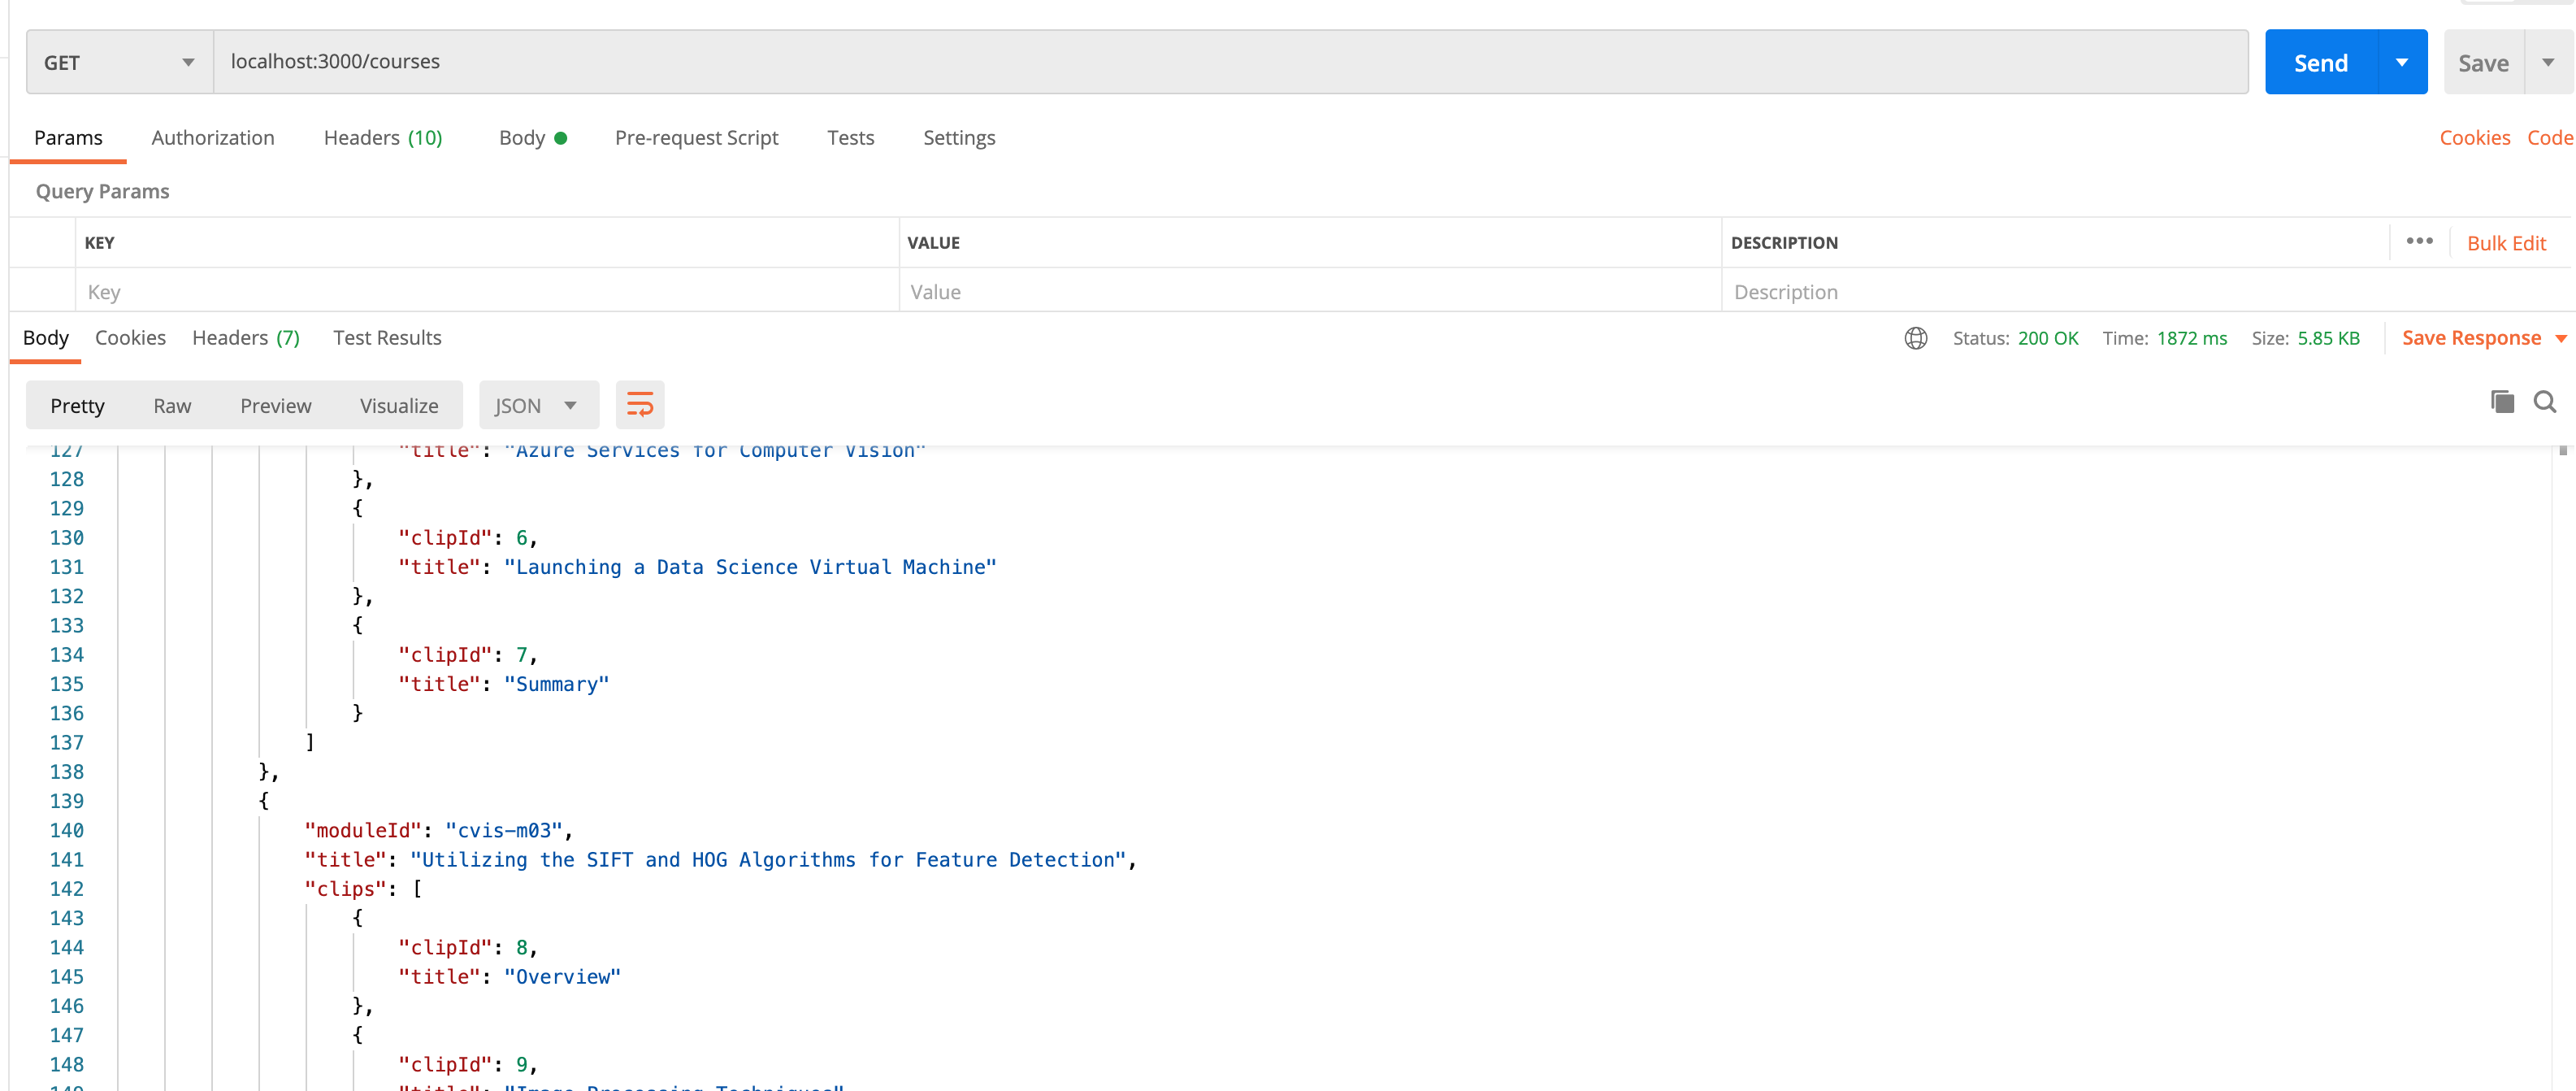 GET localhost:3000/courses Send Save
Params Authorization Headers (10) Body Pre-request Script Tests Settings Cookies Code
Query Params
KEY VALUE DESCRIPTION ••• Bulk Edit
Key Value Description
Body Cookies Headers (7) Test Results Status: 200 OK Time: 1872 ms Size: 5.85 KB Save Response
Pretty Raw Preview Visualize JSON
127 "title": "Azure Services for Computer Vision"
128 },
129 {
130 "clipId": 6,
131 "title": "Launching a Data Science Virtual Machine"
132 },
133 {
134 "clipId": 7,
135 "title": "Summary"
136 }
137 ]
138 },
139 {
140 "moduleId": "cvis-m03",
141 "title": "Utilizing the SIFT and HOG Algorithms for Feature Detection",
142 "clips": [
143 {
144 "clipId": 8,
145 "title": "Overview"
146 },
147 {
148 "clipId": 9,
149 "title": "Image Processing Techniques"